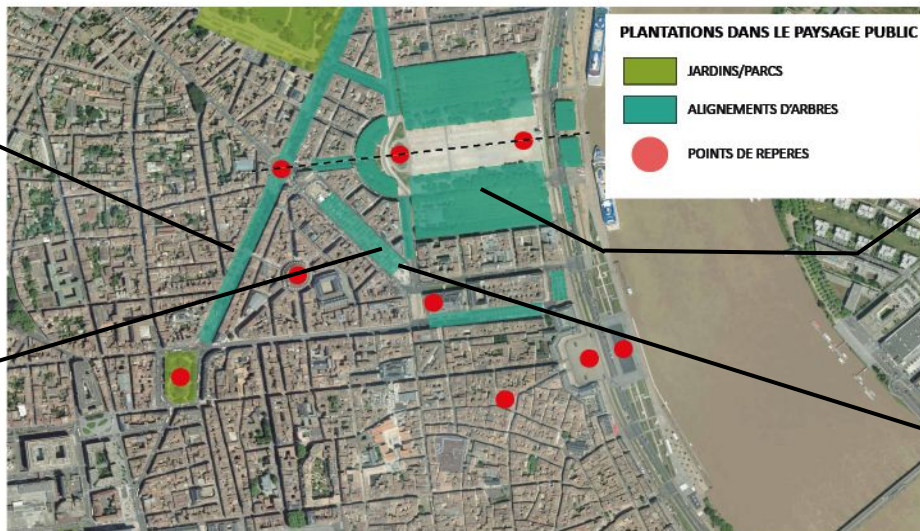 PLANTATIONS DANS LE PAYSAGE PUBLIC
JARDINS/PARCS
ALIGNEMENTS D'ARBRES
POINTS DE REPERES